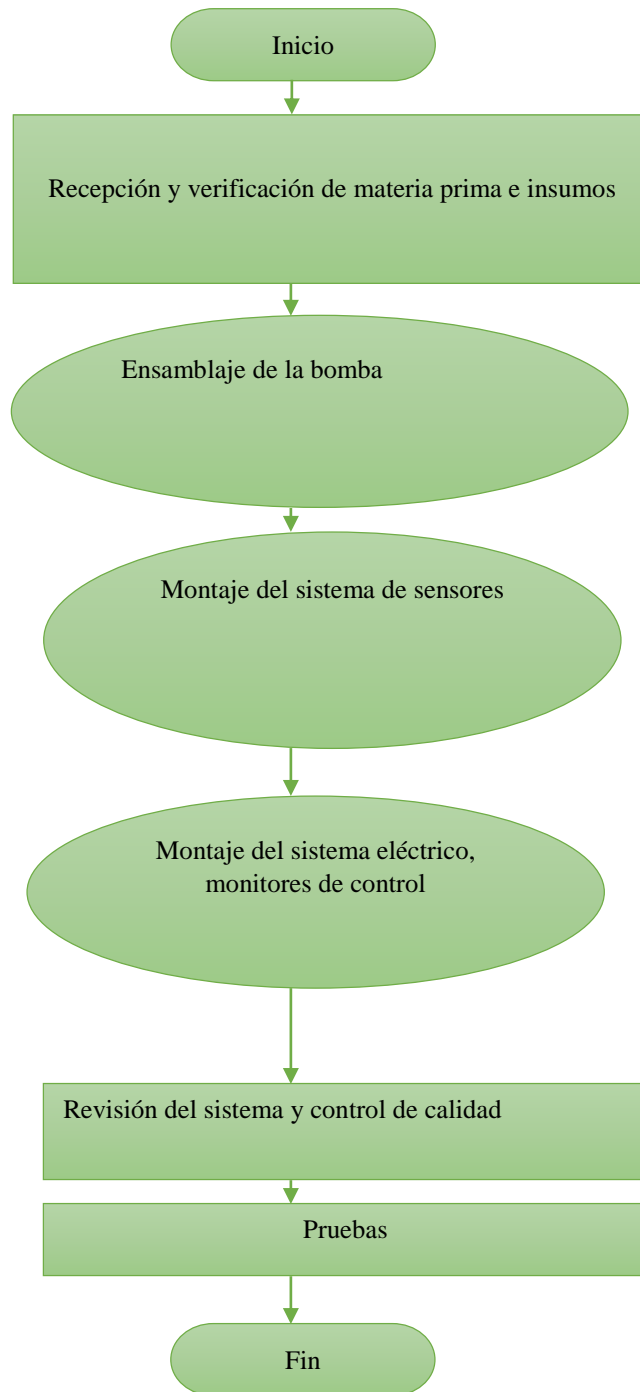 Inicio
Recepción y verificación de materia prima e insumos
Ensamblaje de la bomba
Montaje del sistema de sensores
Montaje del sistema eléctrico,
monitores de control
Revisión del sistema y control de calidad
Pruebas
Fin